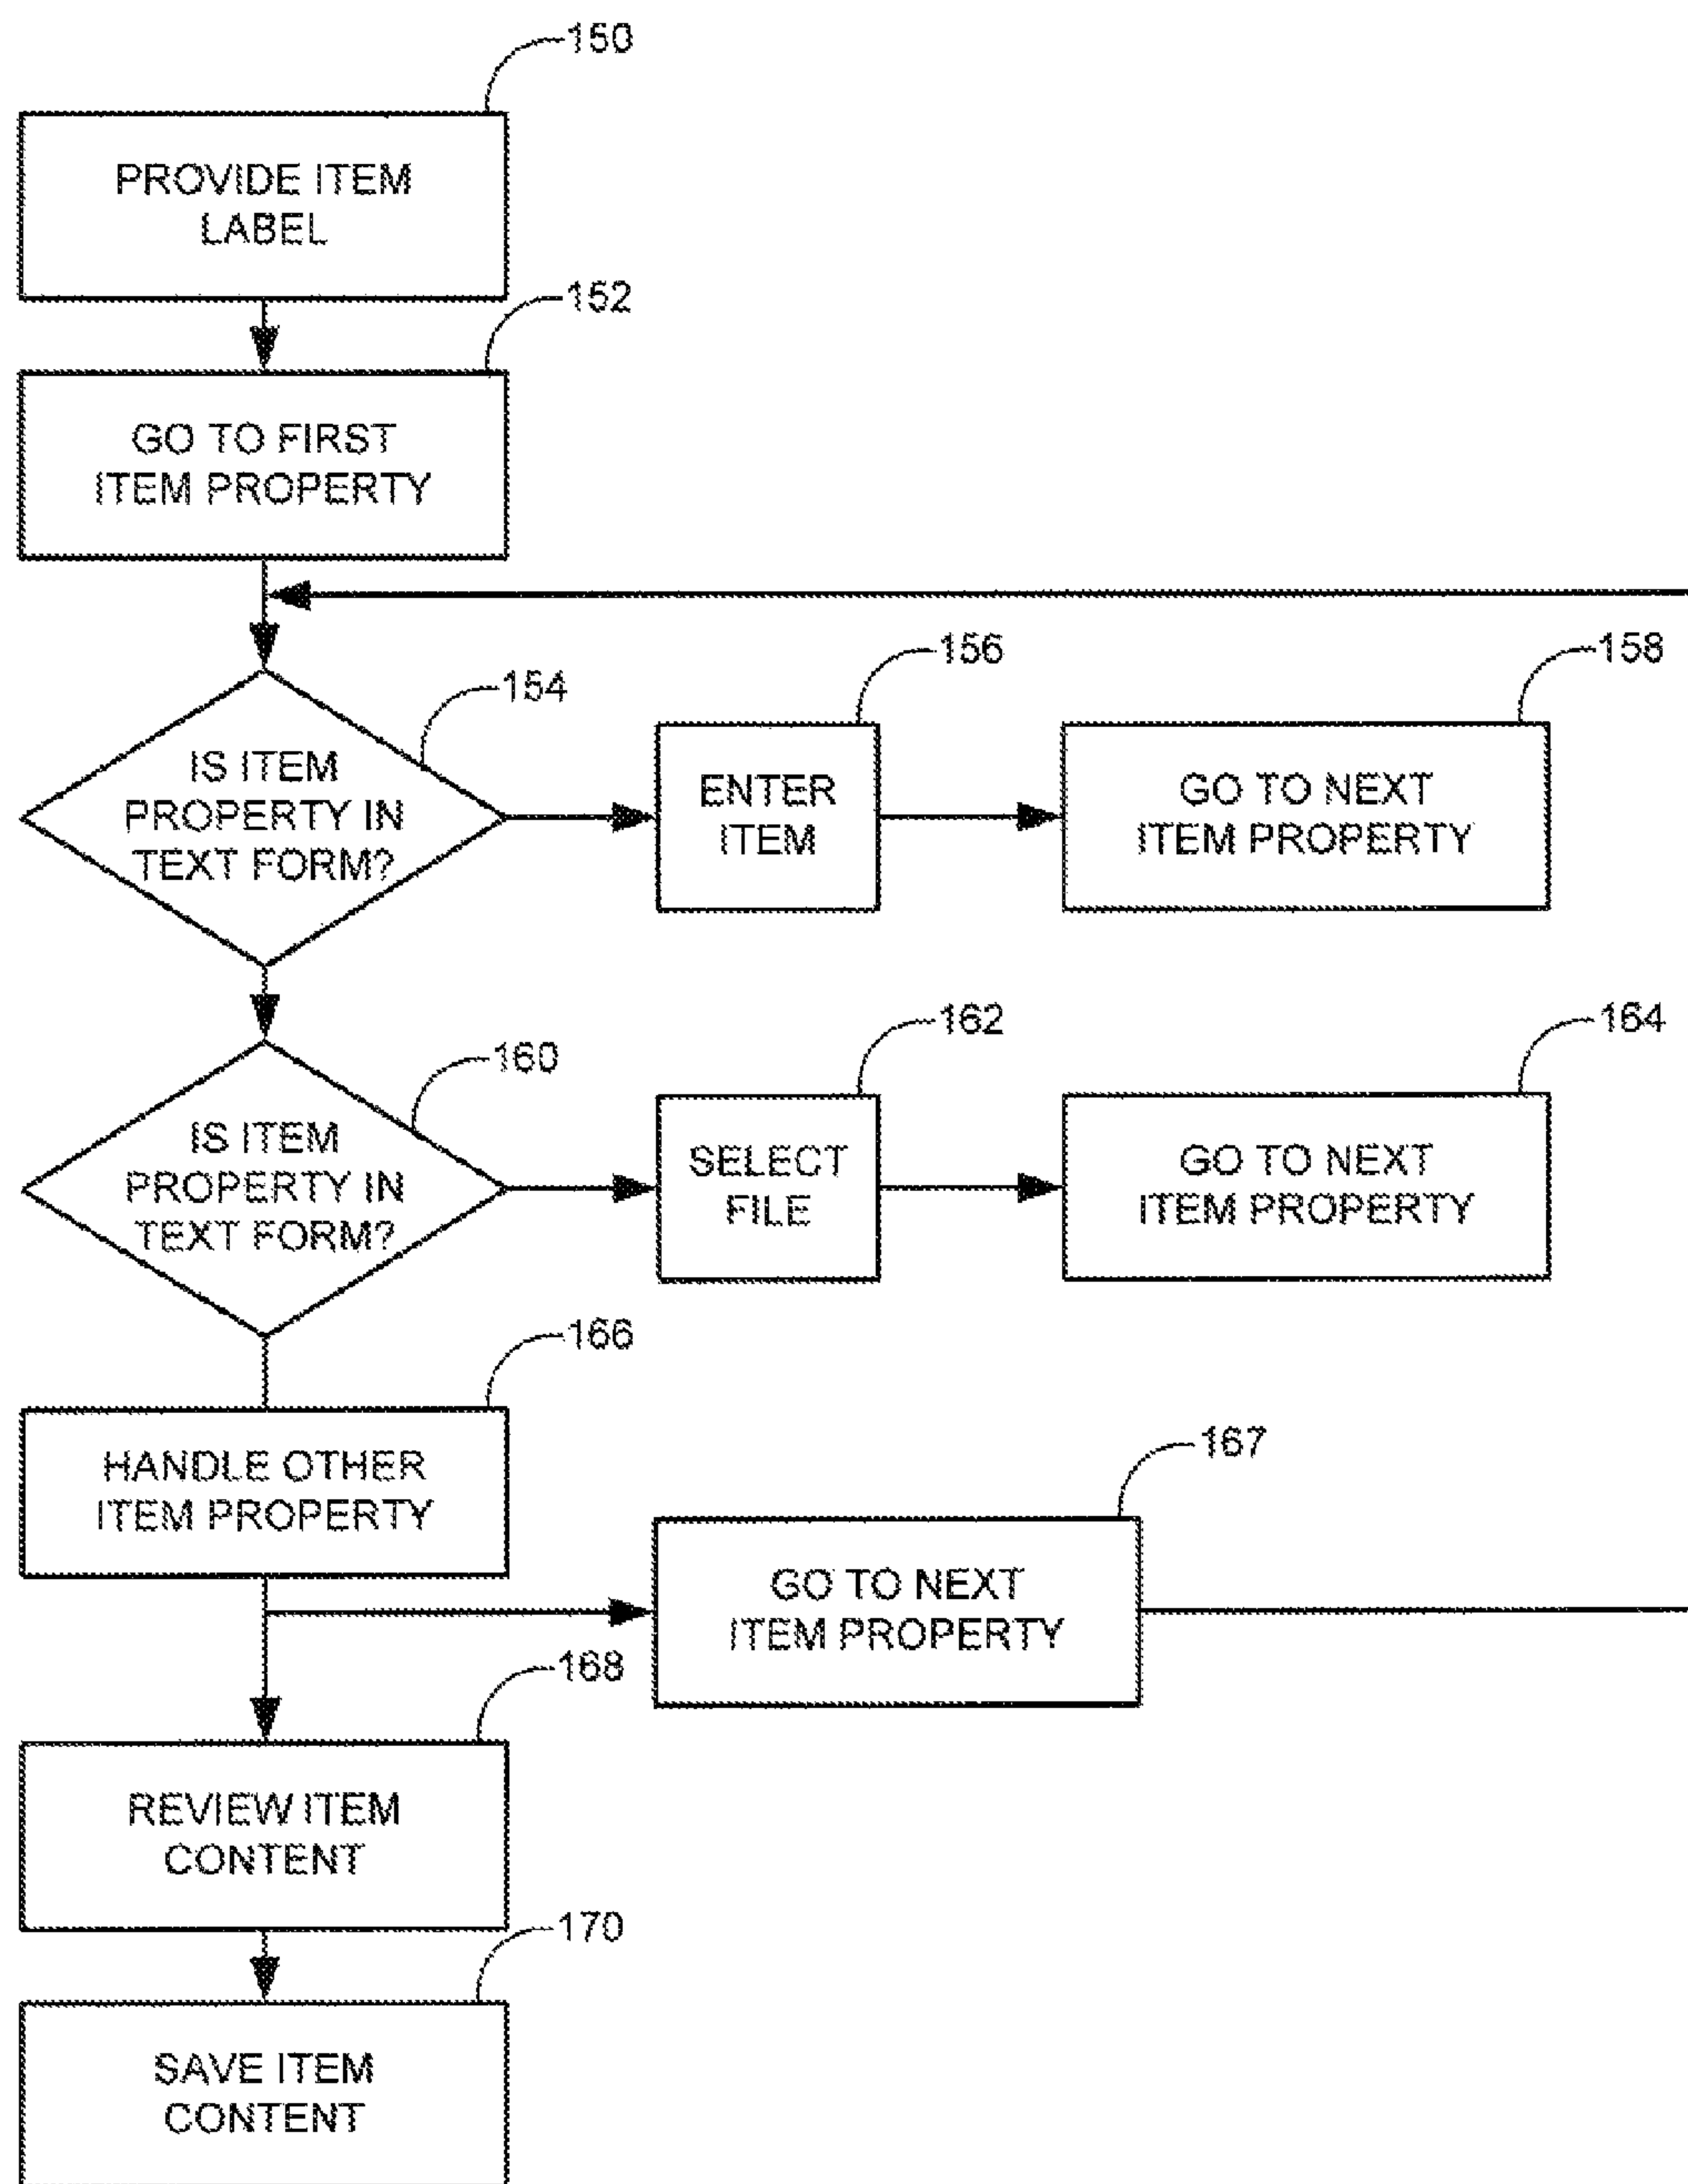 150
PROVIDE ITEM
LABEL
152
GO TO FIRST
ITEM PROPERTY
154
IS ITEM
PROPERTY IN
TEXT FORM?
156
ENTER
ITEM
158
GO TO NEXT
ITEM PROPERTY
160
IS ITEM
PROPERTY IN
TEXT FORM?
162
SELECT
FILE
164
GO TO NEXT
ITEM PROPERTY
166
HANDLE OTHER
ITEM PROPERTY
167
GO TO NEXT
ITEM PROPERTY
168
REVIEW ITEM
CONTENT
170
SAVE ITEM
CONTENT